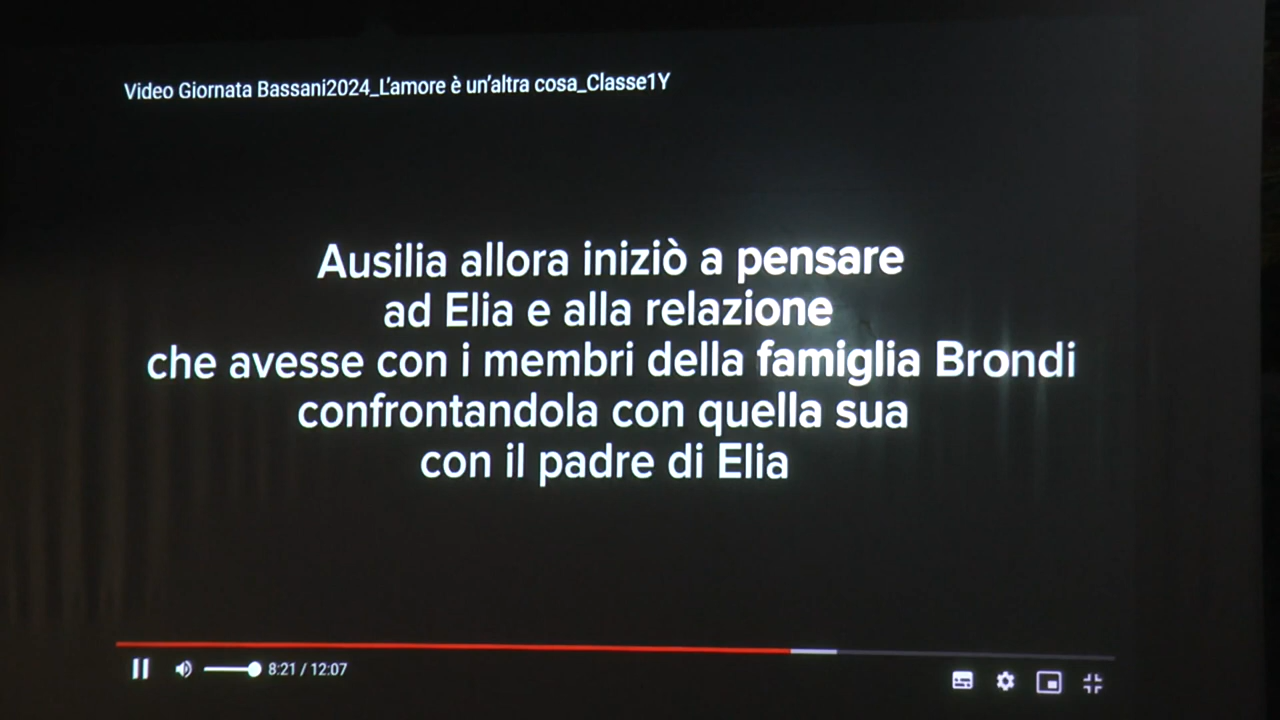 Video Giornata Bassani2024_L'amore è un'altra cosa_Classe1Y
Ausilia allora iniziò a pensare
ad Elia e alla relazione
che avesse con i membri della famiglia Brondi
confrontandola con quella sua
con il padre di Elia
8:21 / 12:07